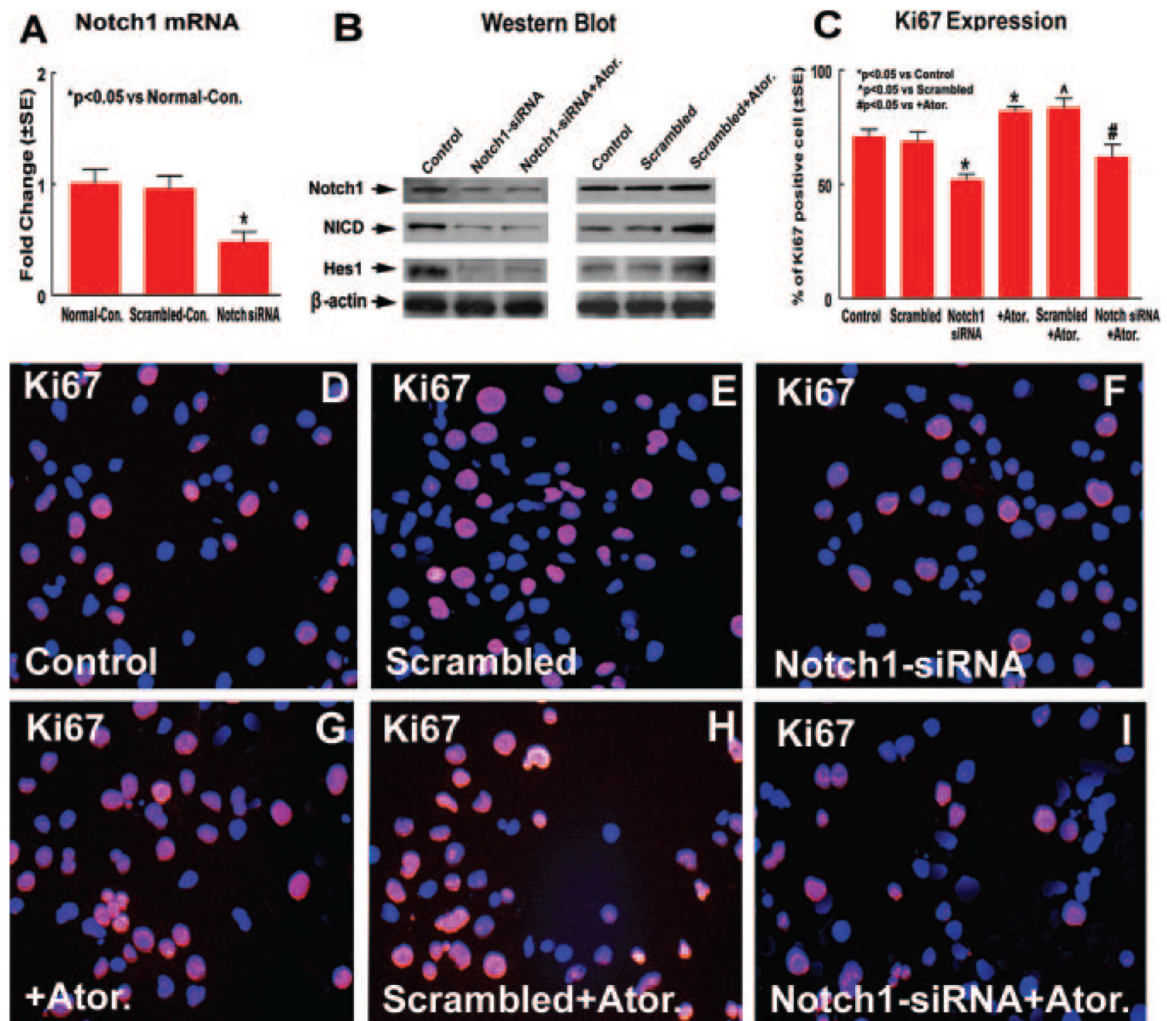 A Notch1 mRNA
Fold Change (±SE)
2
1
0
*p<0.05 vs Normal-Con.
*
Normal-Con. Scrambled-Con. Notch siRNA
B Western Blot
Control Notch1-siRNA Notch1-siRNA+Ator. Control Scrambled Scrambled+Ator.
Notch1
NICD
Hes1
β-actin
C Ki67 Expression
% of Ki67 positive cell (±SE)
100
50
0
*p<0.05 vs Control
^p<0.05 vs Scrambled
#p<0.05 vs +Ator.
* * ^ #
Control Scrambled Notch1 +Ator. Scrambled Notch siRNA
siRNA +Ator. +Ator.
Ki67 D
Control
Ki67 E
Scrambled
Ki67 F
Notch1-siRNA
Ki67 G
+Ator.
Ki67 H
Scrambled+Ator.
Ki67 I
Notch1-siRNA+Ator.